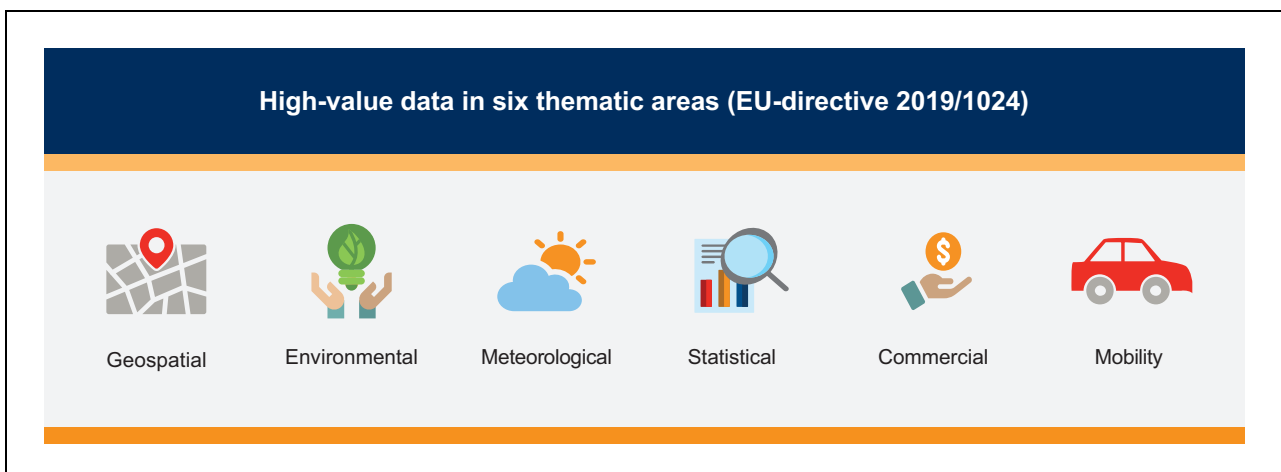 High-value data in six thematic areas (EU-directive 2019/1024)
$
Geospatial
Environmental
Meteorological
Statistical
Commercial
Mobility